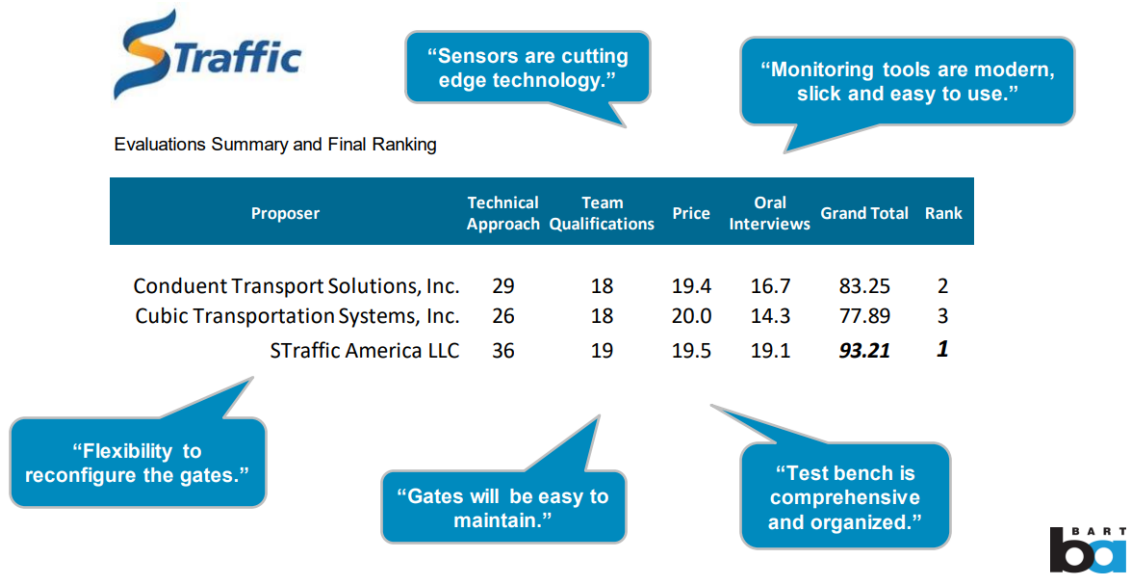 STraffic
“Sensors are cutting
edge technology.”
“Monitoring tools are modern,
slick and easy to use.”
Evaluations Summary and Final Ranking
Proposer Technical Approach Team Qualifications Price Oral Interviews Grand Total Rank
Conduent Transport Solutions, Inc. 29 18 19.4 16.7 83.25 2
Cubic Transportation Systems, Inc. 26 18 20.0 14.3 77.89 3
STraffic America LLC 36 19 19.5 19.1 93.21 1
“Flexibility to
reconfigure the gates.”
“Gates will be easy to
maintain.”
“Test bench is
comprehensive
and organized.”
BART
ba